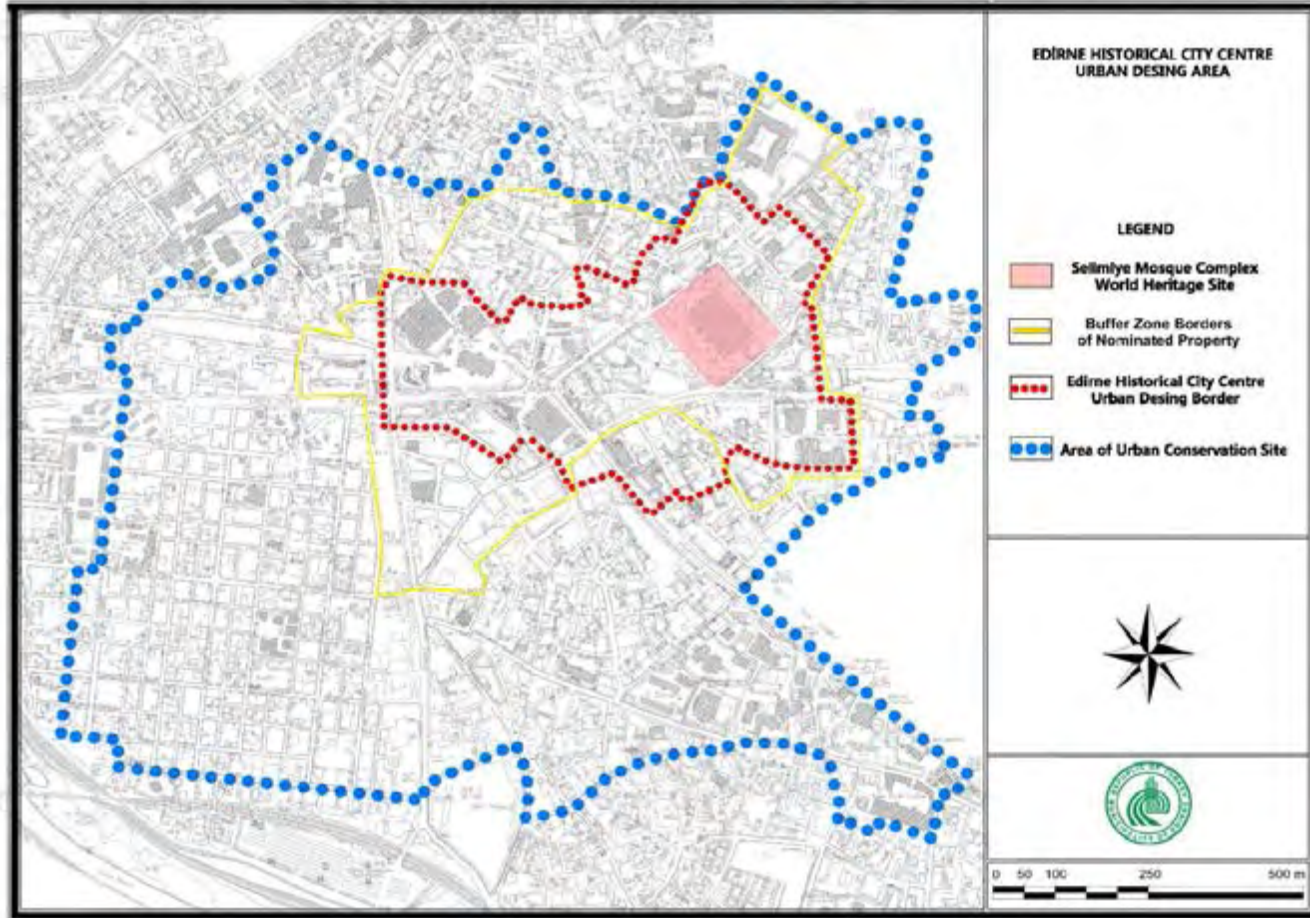 EDİRNE HISTORICAL CITY CENTRE
URBAN DESING AREA
LEGEND
Selimiye Mosque Complex
World Heritage Site
Buffer Zone Borders
of Nominated Property
Edirne Historical City Centre
Urban Desing Border
Area of Urban Conservation Site
0 50 100 250 500 m